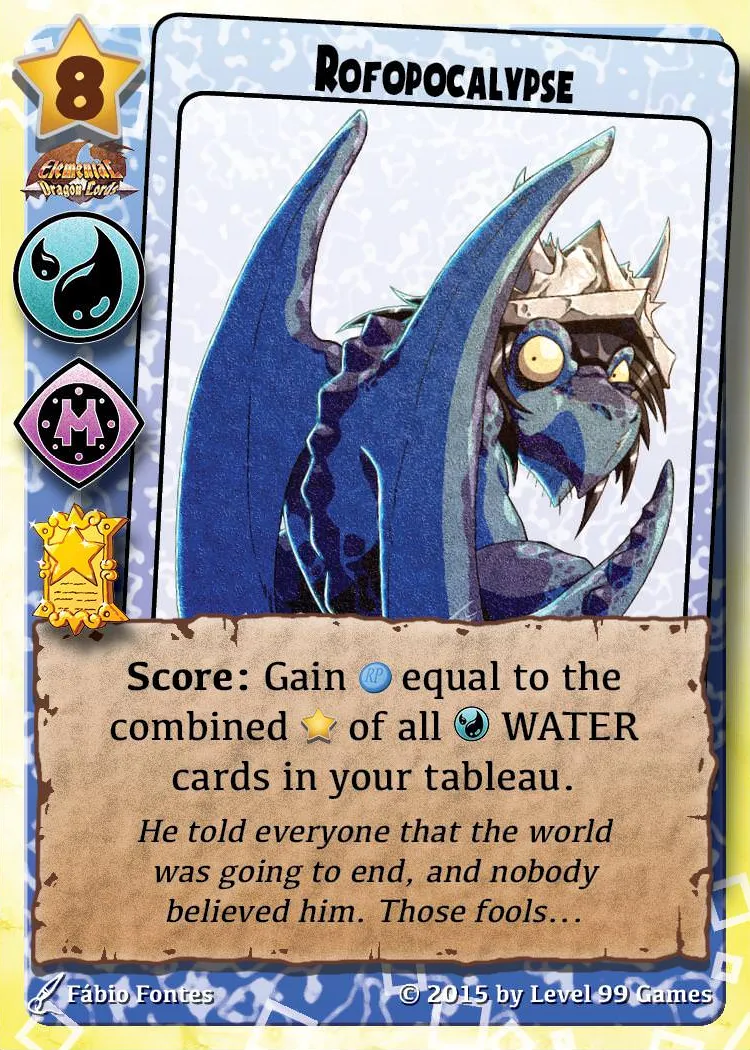 8
ROFOPOCALYPSE
Elemental
Dragon Lords
M
Score: Gain RP equal to the
combined of all WATER
cards in your tableau.
He told everyone that the world
was going to end, and nobody
believed him. Those fools...
Fábio Fontes
© 2015 by Level 99 Games